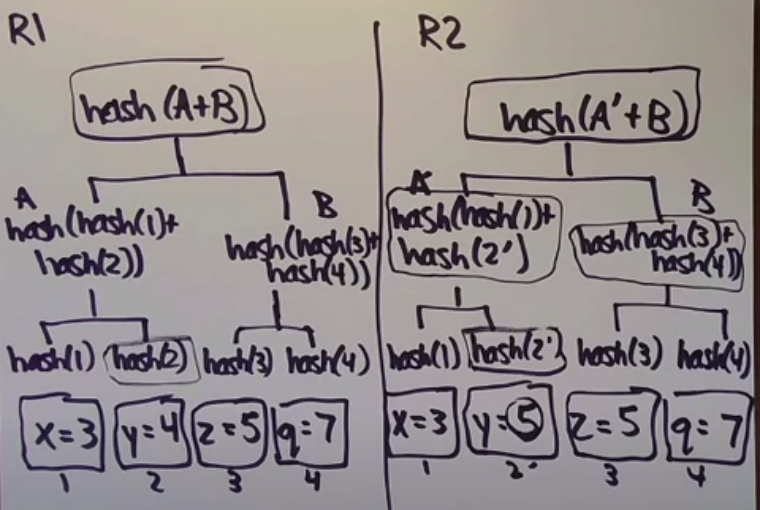 R1
hash(A+B)
A
hash(hash(1)+
hash(2))
B
hash(hash(3)+
hash(4))
hash(1)
hash(2)
hash(3)
hash(4)
x=3
y=4
z=5
q=7
1
2
3
4
R2
hash(A'+B)
A'
hash(hash(1)+
hash(2')
B
hash(hash(3)+
hash(4))
hash(1)
hash(2'
hash(3)
hash(4)
x=3
y=5
z=5
q=7
1
2'
3
4